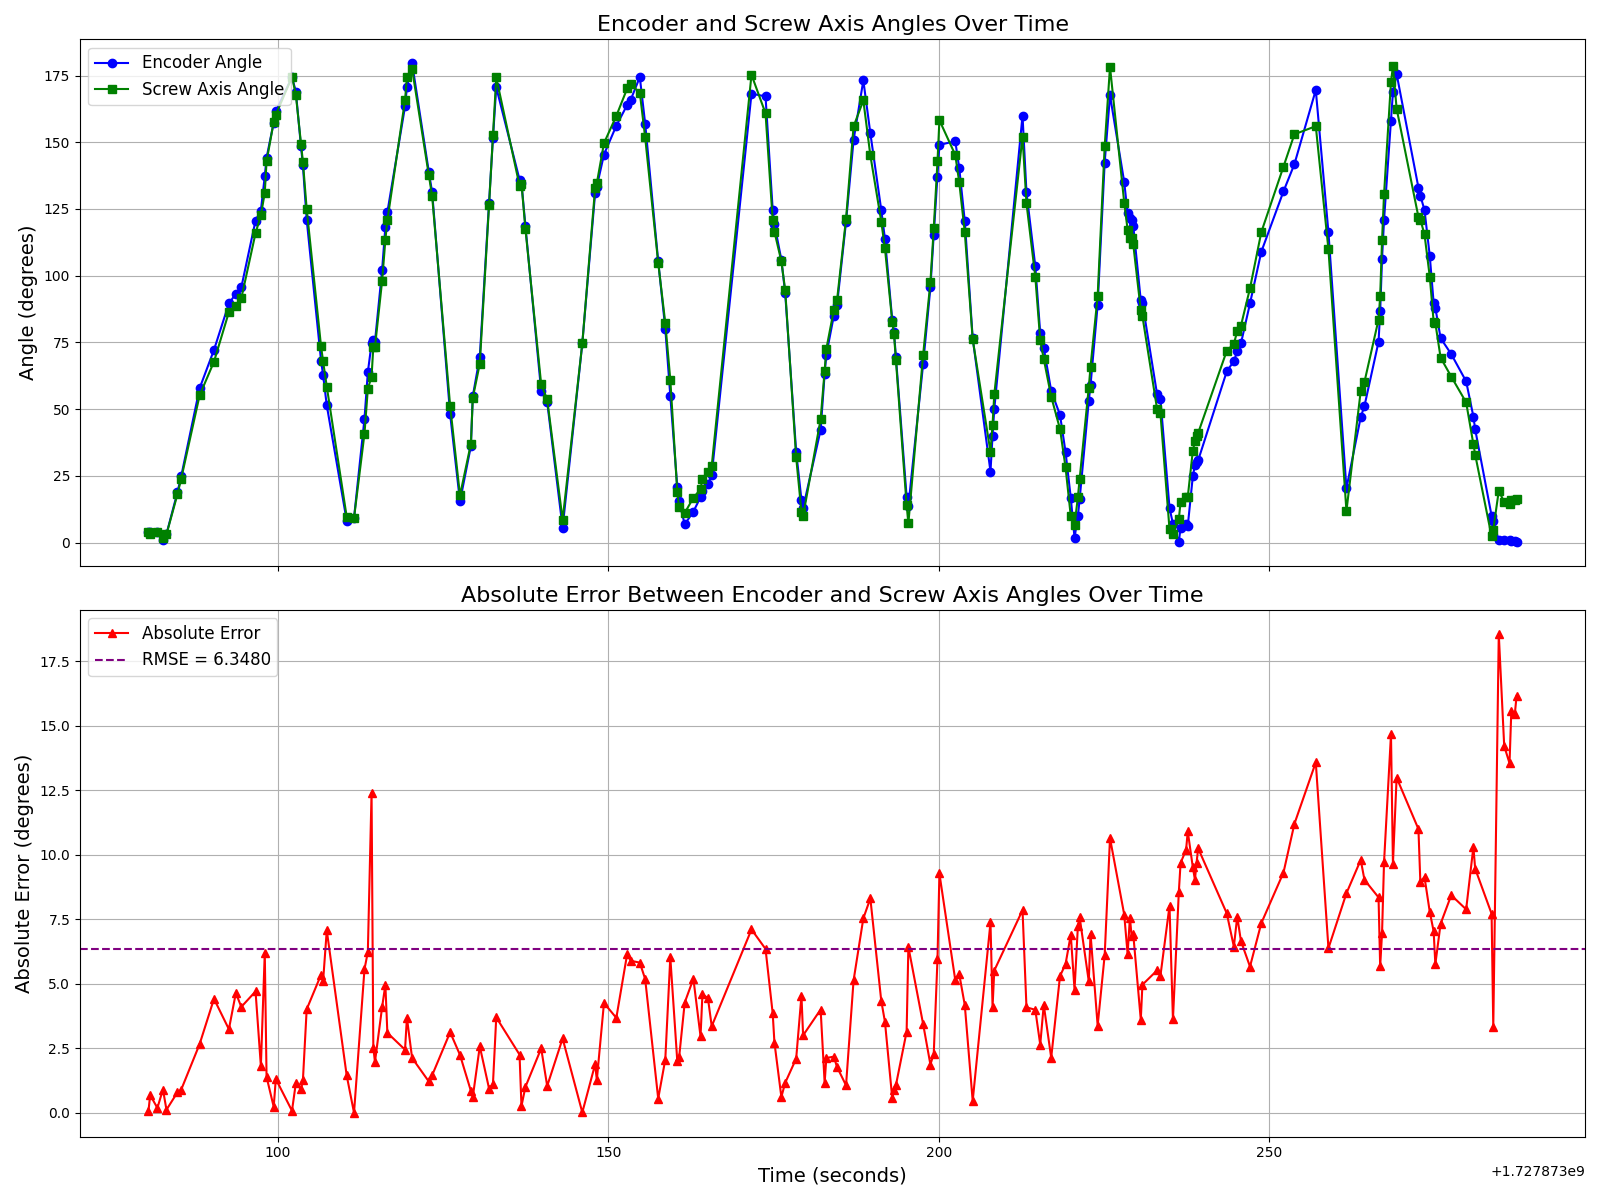 Encoder and Screw Axis Angles Over Time
Encoder Angle
Screw Axis Angle
175
150
125
100
75
50
25
0
Angle (degrees)
Absolute Error Between Encoder and Screw Axis Angles Over Time
Absolute Error
RMSE = 6.3480
17.5
15.0
12.5
10.0
7.5
5.0
2.5
0.0
Absolute Error (degrees)
100
150
200
250
Time (seconds)
+1.727873e9